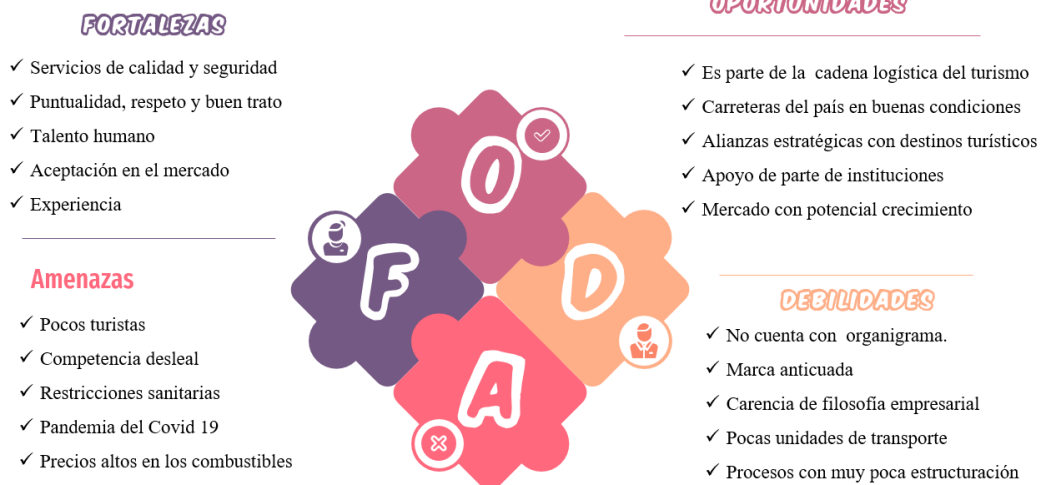 FORTALEZAS
✓ Servicios de calidad y seguridad
✓ Puntualidad, respeto y buen trato
✓ Talento humano
✓ Aceptación en el mercado
✓ Experiencia
OPORTUNIDADES
✓ Es parte de la cadena logística del turismo
✓ Carreteras del país en buenas condiciones
✓ Alianzas estratégicas con destinos turísticos
✓ Apoyo de parte de instituciones
✓ Mercado con potencial crecimiento
O
F
D
A
Amenazas
✓ Pocos turistas
✓ Competencia desleal
✓ Restricciones sanitarias
✓ Pandemia del Covid 19
✓ Precios altos en los combustibles
DEBILIDADES
✓ No cuenta con organigrama.
✓ Marca anticuada
✓ Carencia de filosofía empresarial
✓ Pocas unidades de transporte
✓ Procesos con muy poca estructuración